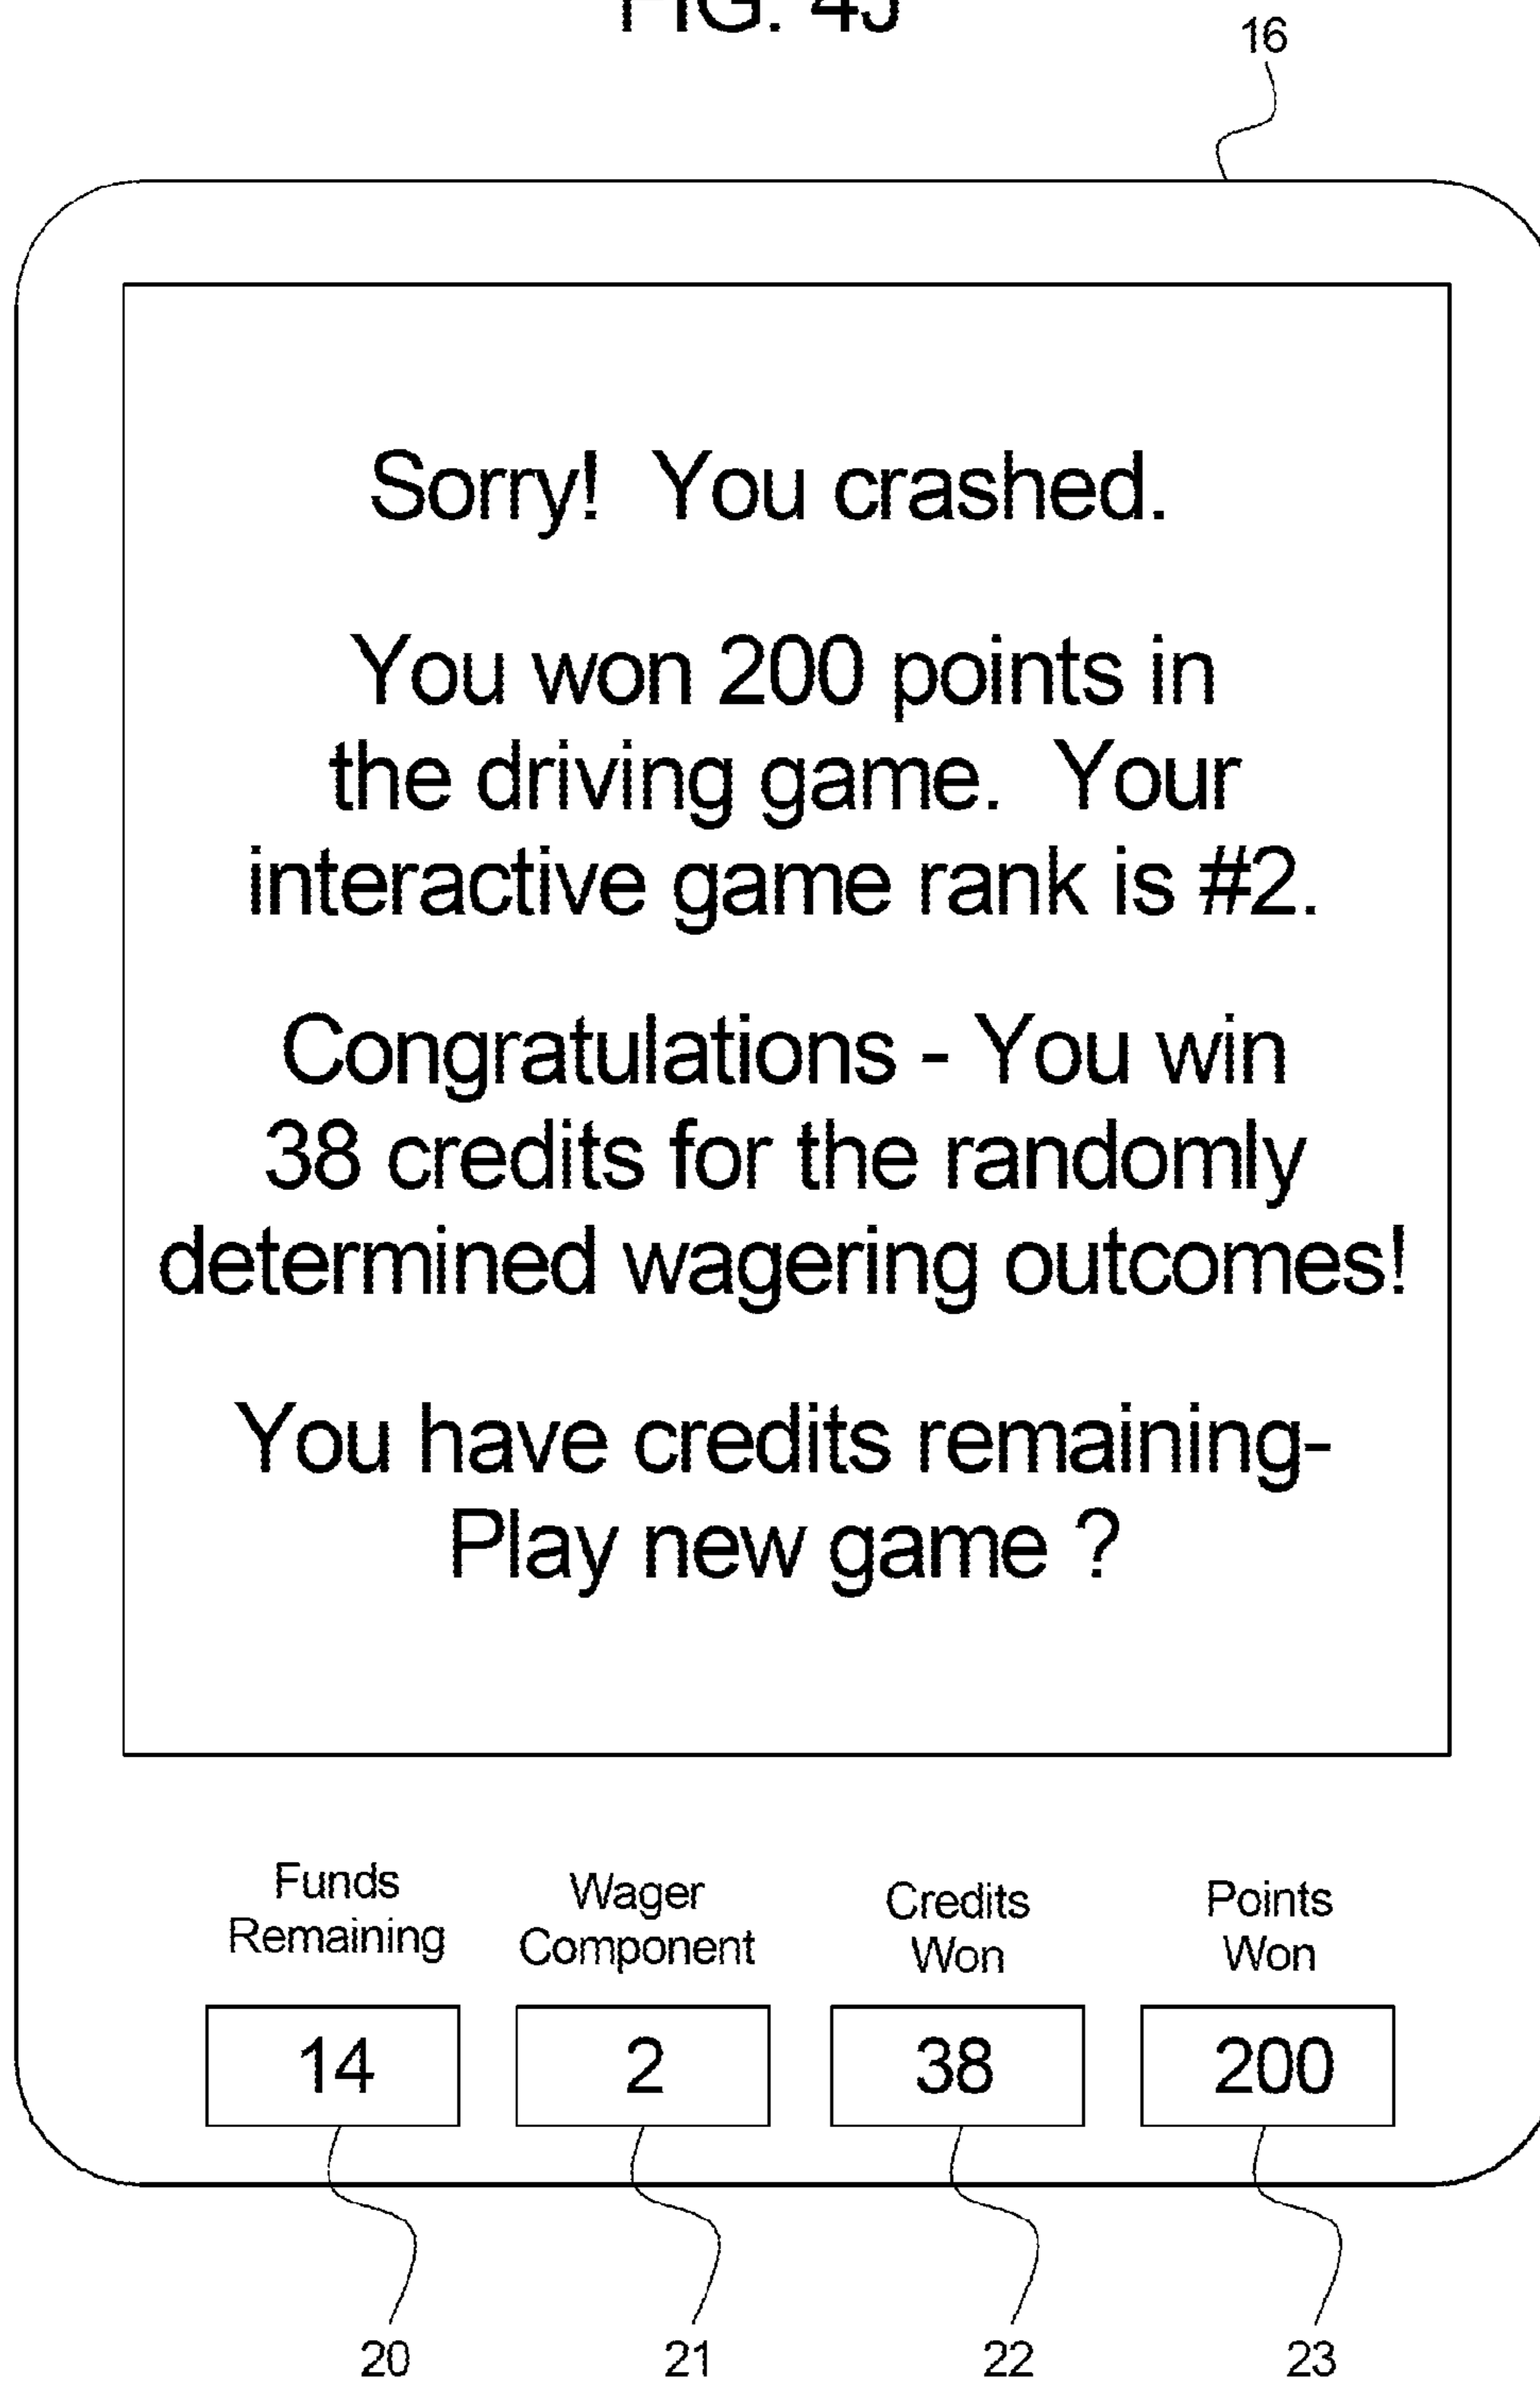 FIG. 4J
16
Sorry!  You crashed.
You won 200 points in
the driving game.  Your
interactive game rank is #2.
Congratulations - You win
38 credits for the randomly
determined wagering outcomes!
You have credits remaining-
Play new game ?
Funds
Remaining
Wager
Component
Credits
Won
Points
Won
14
2
38
200
20
21
22
23